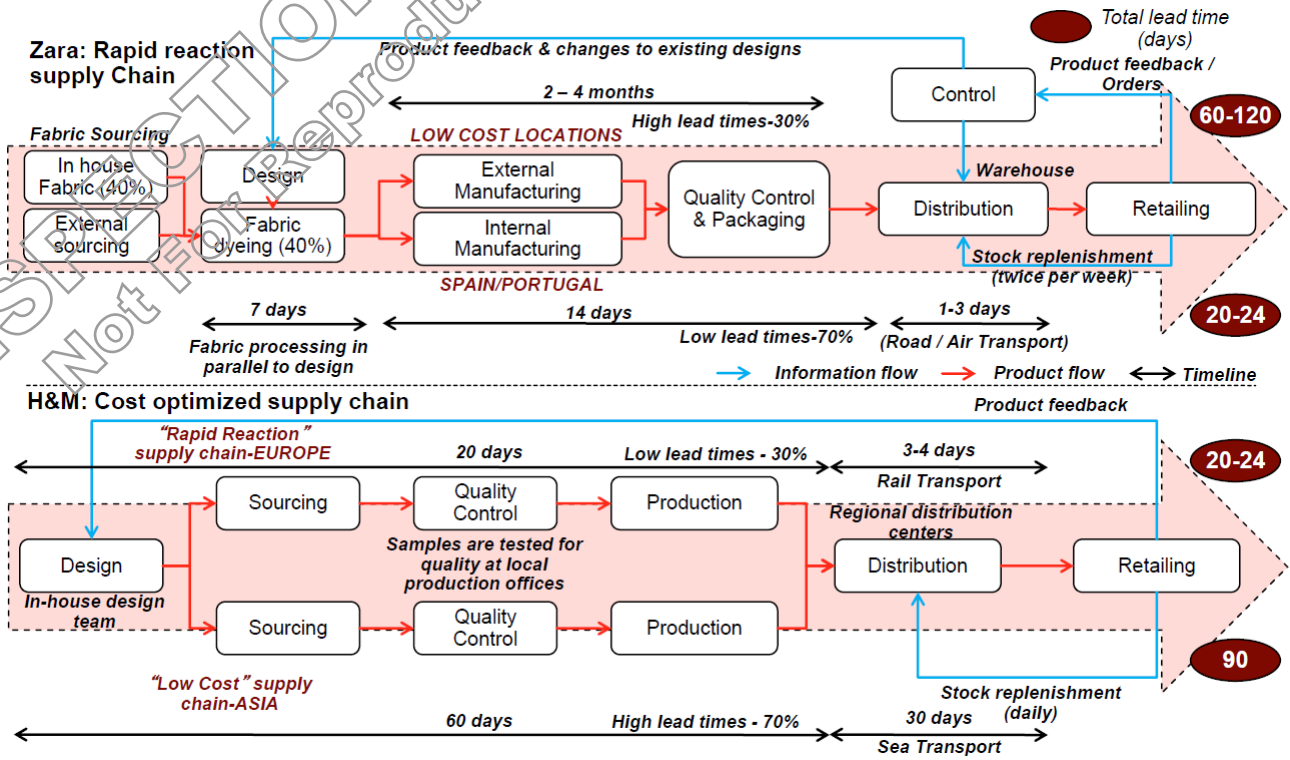 Zara: Rapid reaction
supply Chain
Total lead time
(days)
Product feedback & changes to existing designs
Product feedback /
Orders
Control
2 – 4 months
High lead times-30%
60-120
Fabric Sourcing
LOW COST LOCATIONS
In house
Fabric (40%)
Design
External
Manufacturing
Quality Control
& Packaging
Warehouse
Distribution
Retailing
External
sourcing
Fabric
dyeing (40%)
Internal
Manufacturing
Stock replenishment
(twice per week)
SPAIN/PORTUGAL
20-24
7 days
14 days
1-3 days
Low lead times-70%
(Road / Air Transport)
Fabric processing in
parallel to design
Information flow
Product flow
Timeline
H&M: Cost optimized supply chain
Product feedback
“Rapid Reaction”
supply chain-EUROPE
20 days
Low lead times - 30%
3-4 days
Rail Transport
20-24
Sourcing
Quality
Control
Production
Regional distribution
centers
Design
Samples are tested for
quality at local
production offices
Distribution
Retailing
In-house design
team
Sourcing
Quality
Control
Production
90
“Low Cost” supply
chain-ASIA
Stock replenishment
(daily)
60 days
High lead times - 70%
30 days
Sea Transport
SPECTION
Not For Reprodu